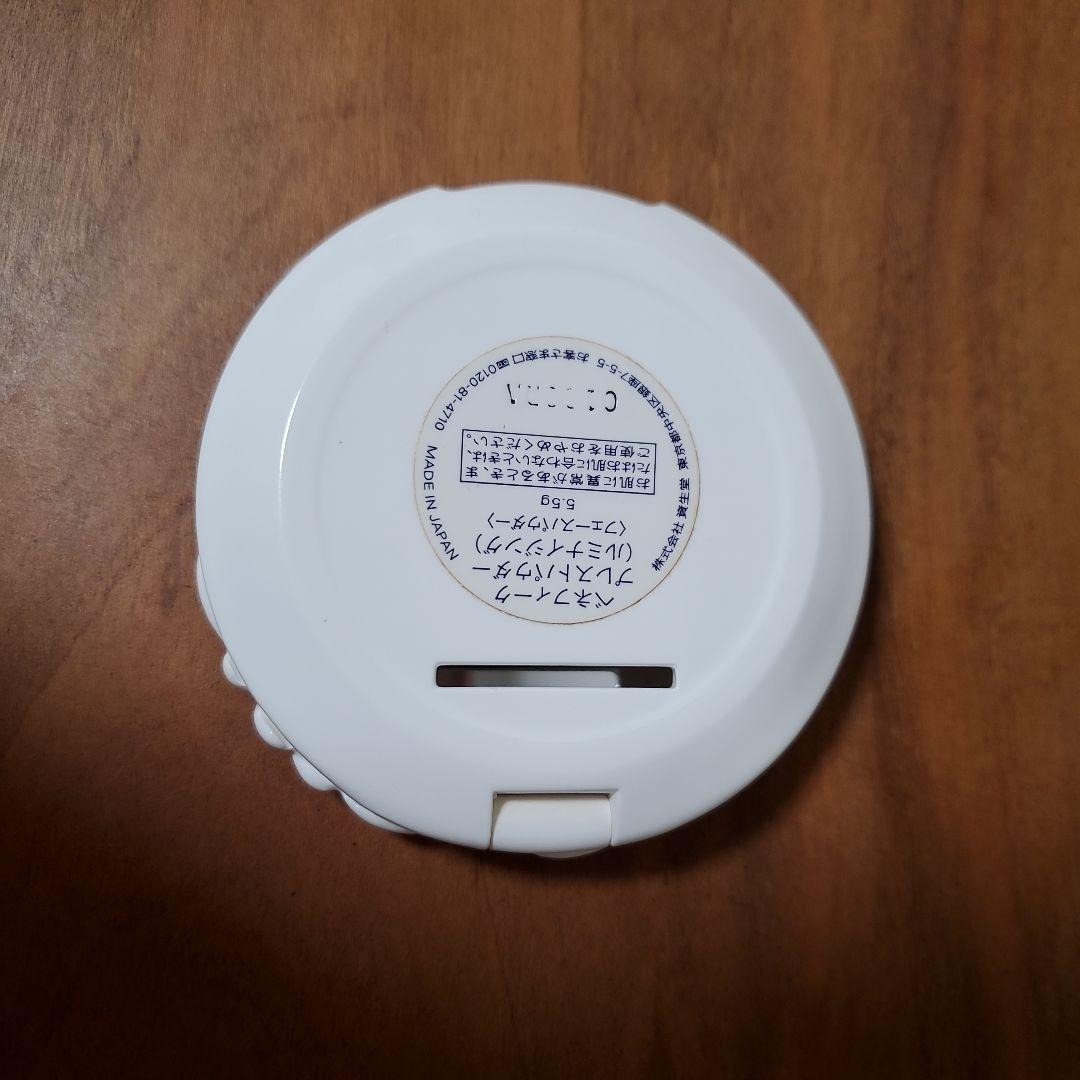 ベネフィーク
プレストパウダー
(ルミナイジング)
〈フェースパウダー〉
5.5g
お肌に異常があるとき、ま
たはお肌に合わないときは、
ご使用をおやめください。
株式会社 資生堂 東京都中央区銀座7-5-5 お客さま窓口 0120-81-4710
MADE IN JAPAN